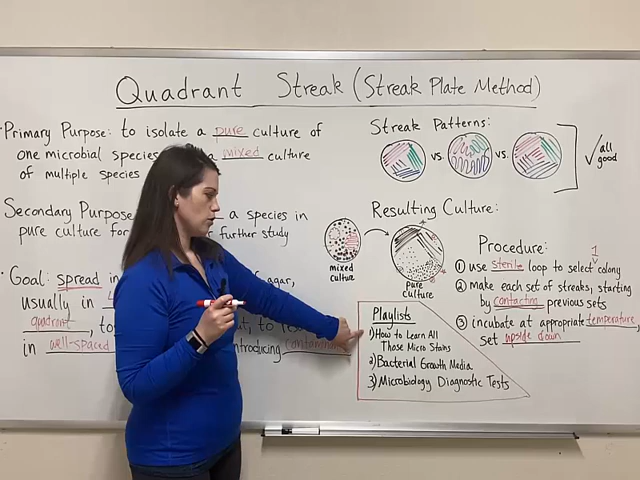 Quadrant Streak (Streak Plate Method)
Primary Purpose: to isolate a pure culture of
one microbial species a mixed culture
of multiple species
Secondary Purpose a species in
pure culture for further study
Goal: spread in agar,
usually in
quadrant, to
in well-spaced introducing
Streak Patterns:
vs. vs.
✓ all
good
Resulting Culture:
mixed
culture
pure
culture
Procedure:
1
① use sterile loop to select colony
② make each set of streaks, starting
by contacting previous sets
③ incubate at appropriate temperature,
set upside down
Playlists
1) How to Learn All
Those Micro Stains
2) Bacterial Growth Media
3) Microbiology Diagnostic Tests